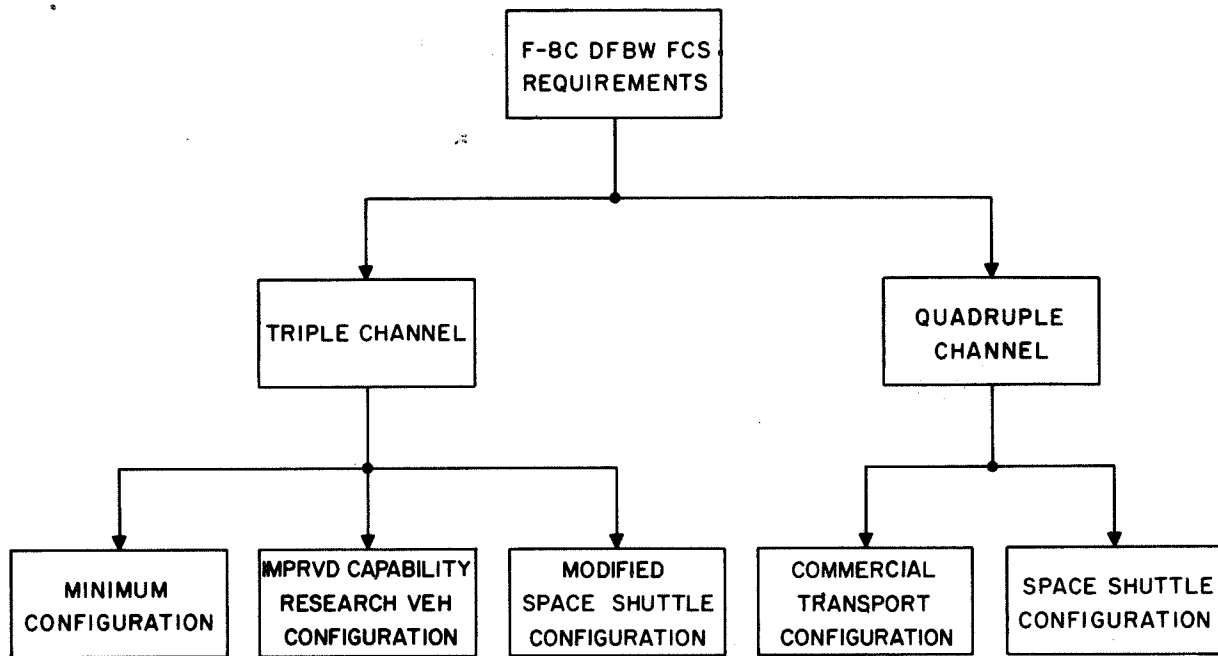 F-8C DFBW FCS
REQUIREMENTS
TRIPLE CHANNEL
QUADRUPLE
CHANNEL
MINIMUM
CONFIGURATION
IMPRVD CAPABILITY
RESEARCH VEH
CONFIGURATION
MODIFIED
SPACE SHUTTLE
CONFIGURATION
COMMERCIAL
TRANSPORT
CONFIGURATION
SPACE SHUTTLE
CONFIGURATION